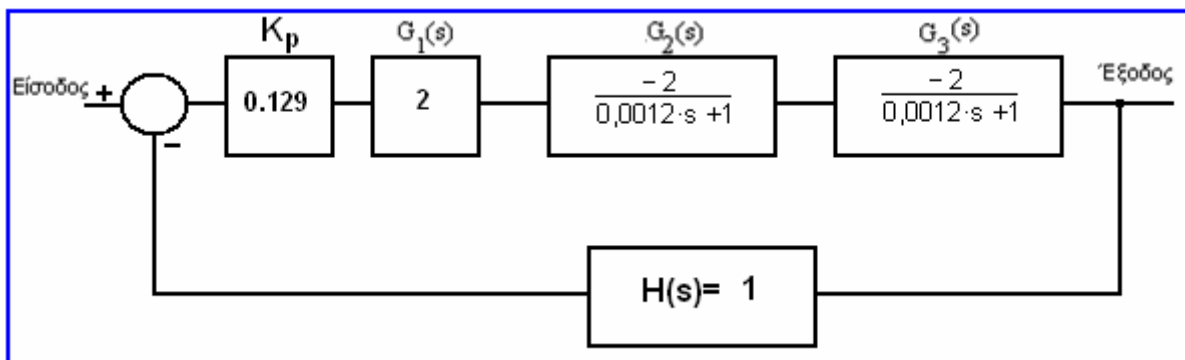 Kp G1(s) G2(s) G3(s)
Είσοδος + Έξοδος
0.129 2 -2 / 0,0012·s +1 -2 / 0,0012·s +1
-
H(s)= 1